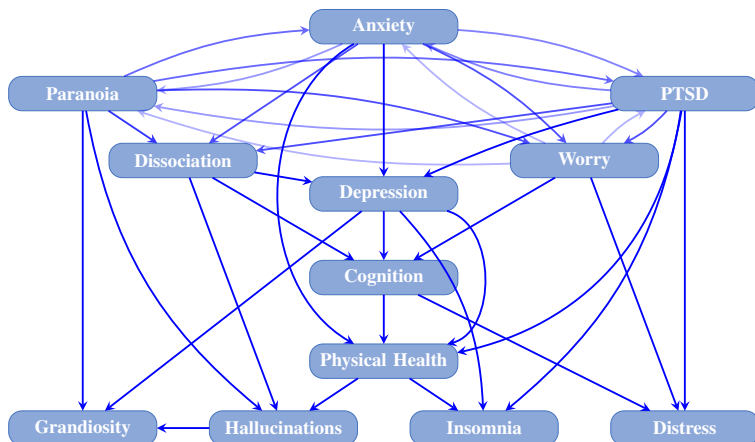 Anxiety
Paranoia
PTSD
Dissociation
Worry
Depression
Cognition
Physical Health
Grandiosity
Hallucinations
Insomnia
Distress